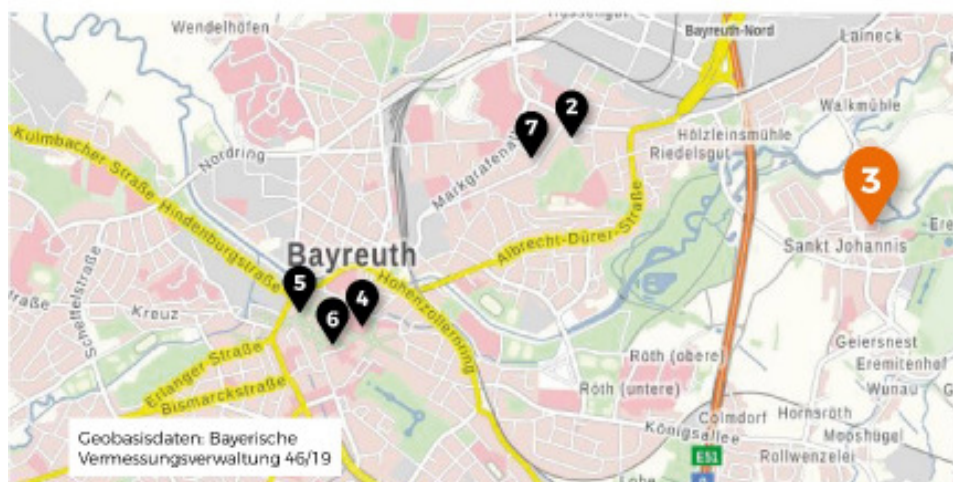 Wendelhöfen
Bayreuth-Nord
Laineck
Walkmühle
2
7
Kulmbacher Straße
Nordring
Hölzleinsmühle
Riedelsgut
3
Hindenburgstraße
Albrecht-Dürer-Straße
Sankt Johannis
Bayreuth
Scheffelstraße
Hohenzollernring
5
4
6
Kreuz
Geiersnest
Eremitenhof
Erlanger Straße
Röth (obere)
Wunau
Bismarckstraße
Röth (untere)
Colmdorf
Hornsröth
Königsallee
Mooshügel
Rollwenzelei
E51
Geobasisdaten: Bayerische
Vermessungsverwaltung 46/19